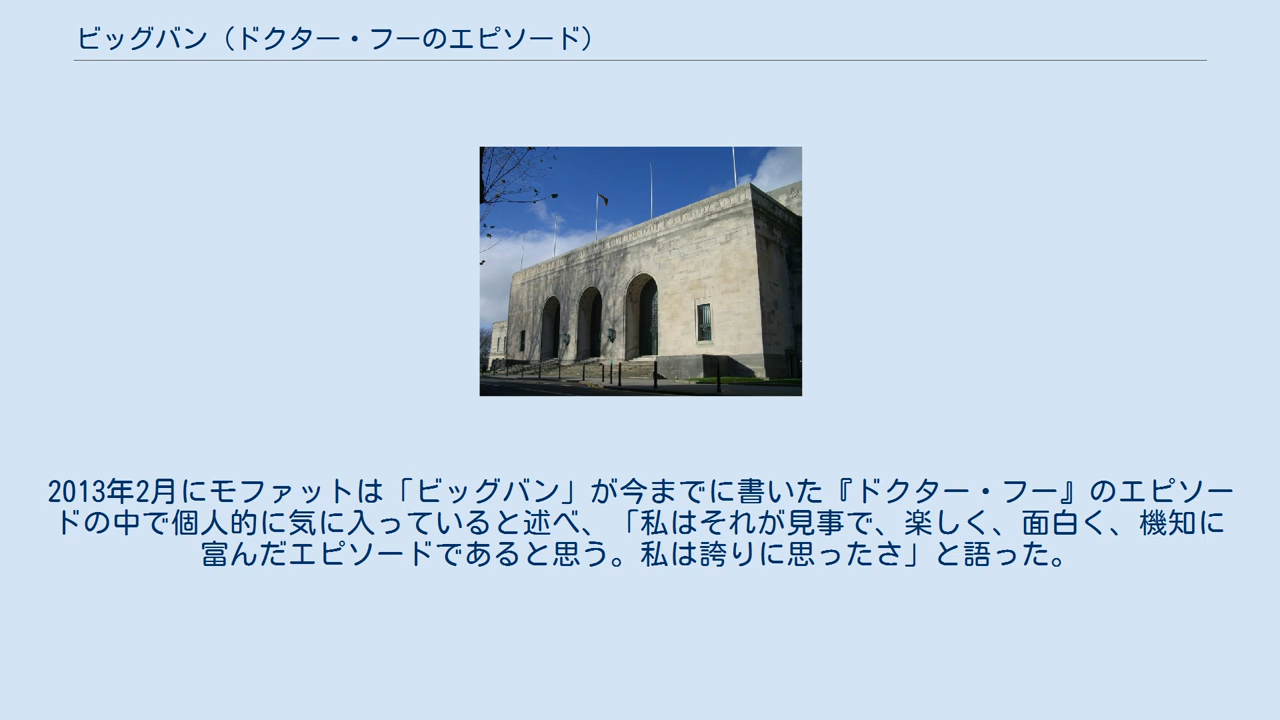 ビッグバン（ドクター・フーのエピソード）
2013年2月にモファットは「ビッグバン」が今までに書いた『ドクター・フー』のエピソー
ドの中で個人的に気に入っていると述べ、「私はそれが見事で、楽しく、面白く、機知に
富んだエピソードであると思う。私は誇りに思ったさ」と語った。